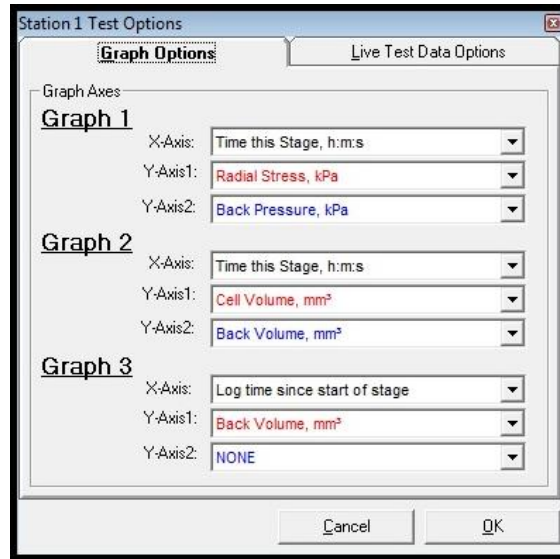 Station 1 Test Options
Graph Options
Live Test Data Options
Graph Axes
Graph 1
X-Axis: Time this Stage, h:m:s
Y-Axis1: Radial Stress, kPa
Y-Axis2: Back Pressure, kPa
Graph 2
X-Axis: Time this Stage, h:m:s
Y-Axis1: Cell Volume, mm³
Y-Axis2: Back Volume, mm³
Graph 3
X-Axis: Log time since start of stage
Y-Axis1: Back Volume, mm³
Y-Axis2: NONE
Cancel
OK